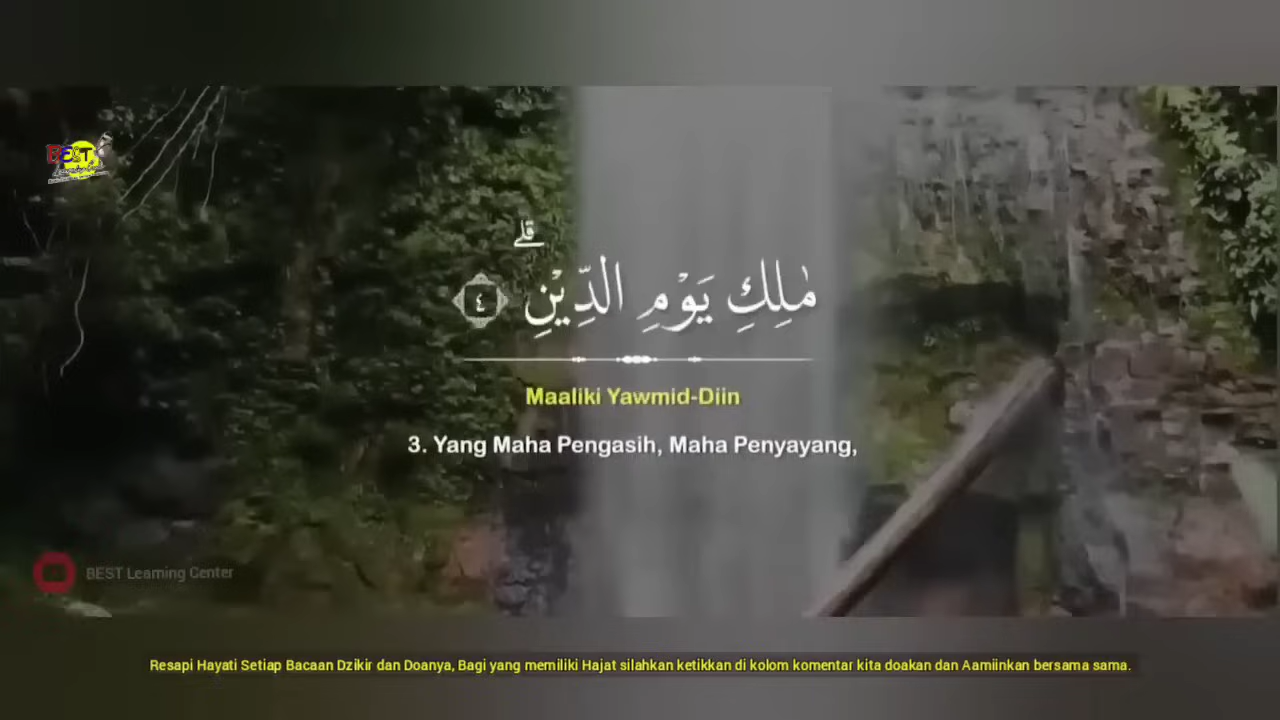 BEST
قلے
مٰلِكِ يَوْمِ الدِّيْنِ ٤
Maaliki Yawmid-Diin
3. Yang Maha Pengasih, Maha Penyayang,
BEST Learning Center
Resapi Hayati Setiap Bacaan Dzikir dan Doanya, Bagi yang memiliki Hajat silahkan ketikkan di kolom komentar kita doakan dan Aamiinkan bersama sama.